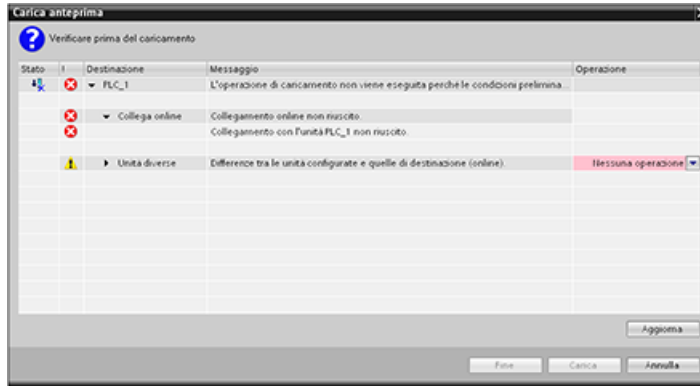 Carica anteprima
Verificare prima del caricamento
Stato ! Destinazione Messaggio Operazione
PLC_1 L'operazione di caricamento non viene eseguita perché le condizioni prelimina...
Collega online Collegamento online non riuscito.
Collegamento con l'unità PLC_1 non riuscito.
Unità diverse Differenze tra le unità configurate e quelle di destinazione (online). Nessuna operazione
Aggiorna
Fine Carica Annulla